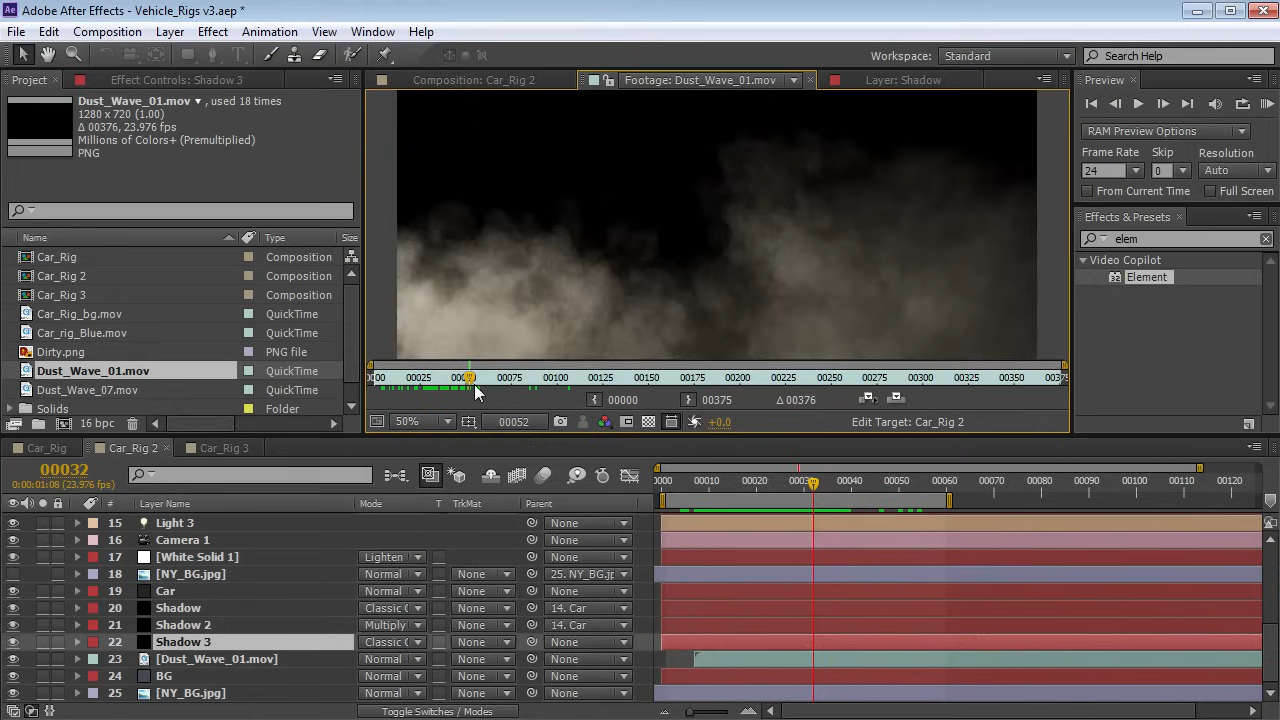 Adobe After Effects - Vehicle_Rigs v3.aep *
File Edit Composition Layer Effect Animation View Window Help
Workspace: Standard Search Help
Project Effect Controls: Shadow 3
Composition: Car_Rig 2 Footage: Dust_Wave_01.mov Layer: Shadow
Preview
Dust_Wave_01.mov , used 18 times
1280 x 720 (1.00)
Δ 00376, 23.976 fps
Millions of Colors+ (Premultiplied)
PNG
RAM Preview Options
Frame Rate Skip Resolution
24 0 Auto
From Current Time Full Screen
Effects & Presets
elem
Video Copilot
Element
Name Type Size
Car_Rig Composition
Car_Rig 2 Composition
Car_Rig 3 Composition
Car_Rig_bg.mov QuickTime
Car_rig_Blue.mov QuickTime
Dirty.png PNG file
Dust_Wave_01.mov QuickTime
Dust_Wave_07.mov QuickTime
Solids Folder
16 bpc
00025 00075 00100 00125 00150 00175 00200 00225 00250 00275 00300 00325 00350
00000 00375 Δ 00376
50% 00052 +0.0 Edit Target: Car_Rig 2
Car_Rig Car_Rig 2 Car_Rig 3
00032
0:00:01:08 (23.976 fps)
00010 00020 00040 00050 00060 00070 00080 00090 00100 00110 00120
# Layer Name Mode T TrkMat Parent
15 Light 3 None
16 Camera 1 None
17 [White Solid 1] Lighten None
18 [NY_BG.jpg] Normal None 25. NY_BG.jp
19 Car Normal None None
20 Shadow Classic None 14. Car
21 Shadow 2 Multiply None 14. Car
22 Shadow 3 Classic None None
23 [Dust_Wave_01.mov] Normal None None
24 BG Normal None None
25 [NY_BG.jpg] Normal None None
Toggle Switches / Modes